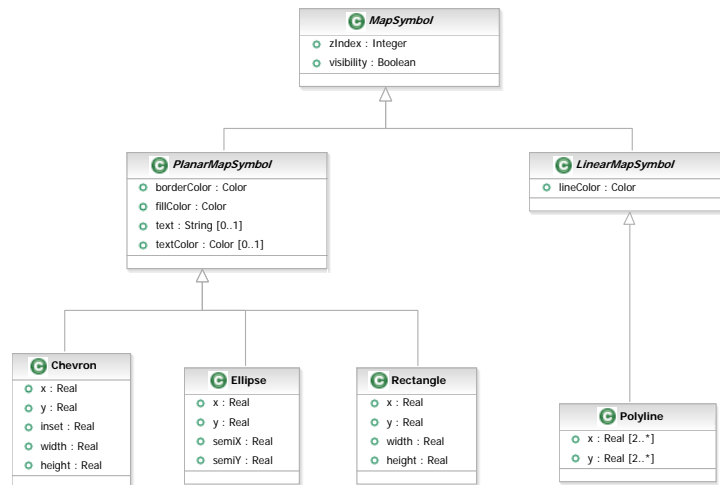 C MapSymbol
zIndex : Integer
visibility : Boolean
C PlanarMapSymbol
borderColor : Color
fillColor : Color
text : String [0..1]
textColor : Color [0..1]
C LinearMapSymbol
lineColor : Color
C Chevron
x : Real
y : Real
inset : Real
width : Real
height : Real
C Ellipse
x : Real
y : Real
semiX : Real
semiY : Real
C Rectangle
x : Real
y : Real
width : Real
height : Real
C Polyline
x : Real [2..*]
y : Real [2..*]